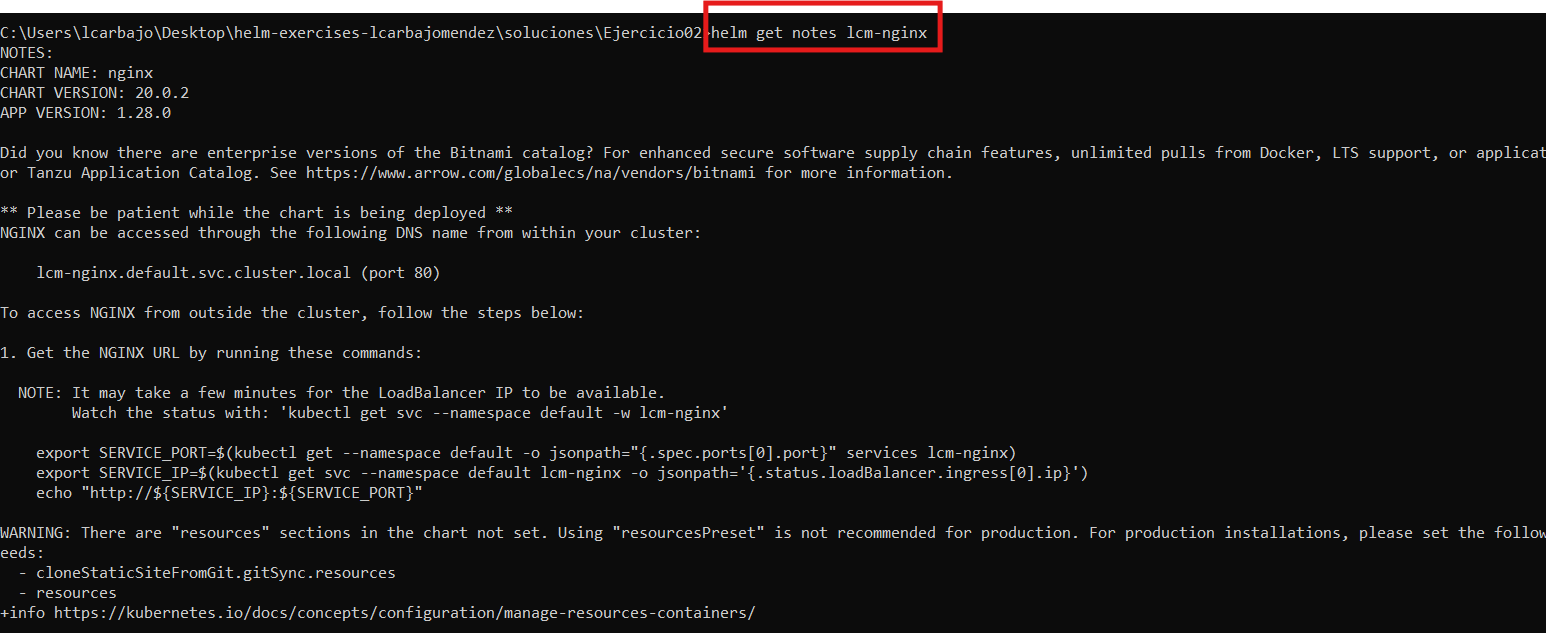 C:\Users\lcarbajo\Desktop\helm-exercises-lcarbajomendez\soluciones\Ejercicio02>helm get notes lcm-nginx
NOTES:
CHART NAME: nginx
CHART VERSION: 20.0.2
APP VERSION: 1.28.0
Did you know there are enterprise versions of the Bitnami catalog? For enhanced secure software supply chain features, unlimited pulls from Docker, LTS support, or applicat
or Tanzu Application Catalog. See https://www.arrow.com/globalecs/na/vendors/bitnami for more information.
** Please be patient while the chart is being deployed **
NGINX can be accessed through the following DNS name from within your cluster:
lcm-nginx.default.svc.cluster.local (port 80)
To access NGINX from outside the cluster, follow the steps below:
1. Get the NGINX URL by running these commands:
NOTE: It may take a few minutes for the LoadBalancer IP to be available.
Watch the status with: 'kubectl get svc --namespace default -w lcm-nginx'
export SERVICE_PORT=$(kubectl get --namespace default -o jsonpath="{.spec.ports[0].port}" services lcm-nginx)
export SERVICE_IP=$(kubectl get svc --namespace default lcm-nginx -o jsonpath='{.status.loadBalancer.ingress[0].ip}')
echo "http://${SERVICE_IP}:${SERVICE_PORT}"
WARNING: There are "resources" sections in the chart not set. Using "resourcesPreset" is not recommended for production. For production installations, please set the follow
eeds:
- cloneStaticSiteFromGit.gitSync.resources
- resources
+info https://kubernetes.io/docs/concepts/configuration/manage-resources-containers/